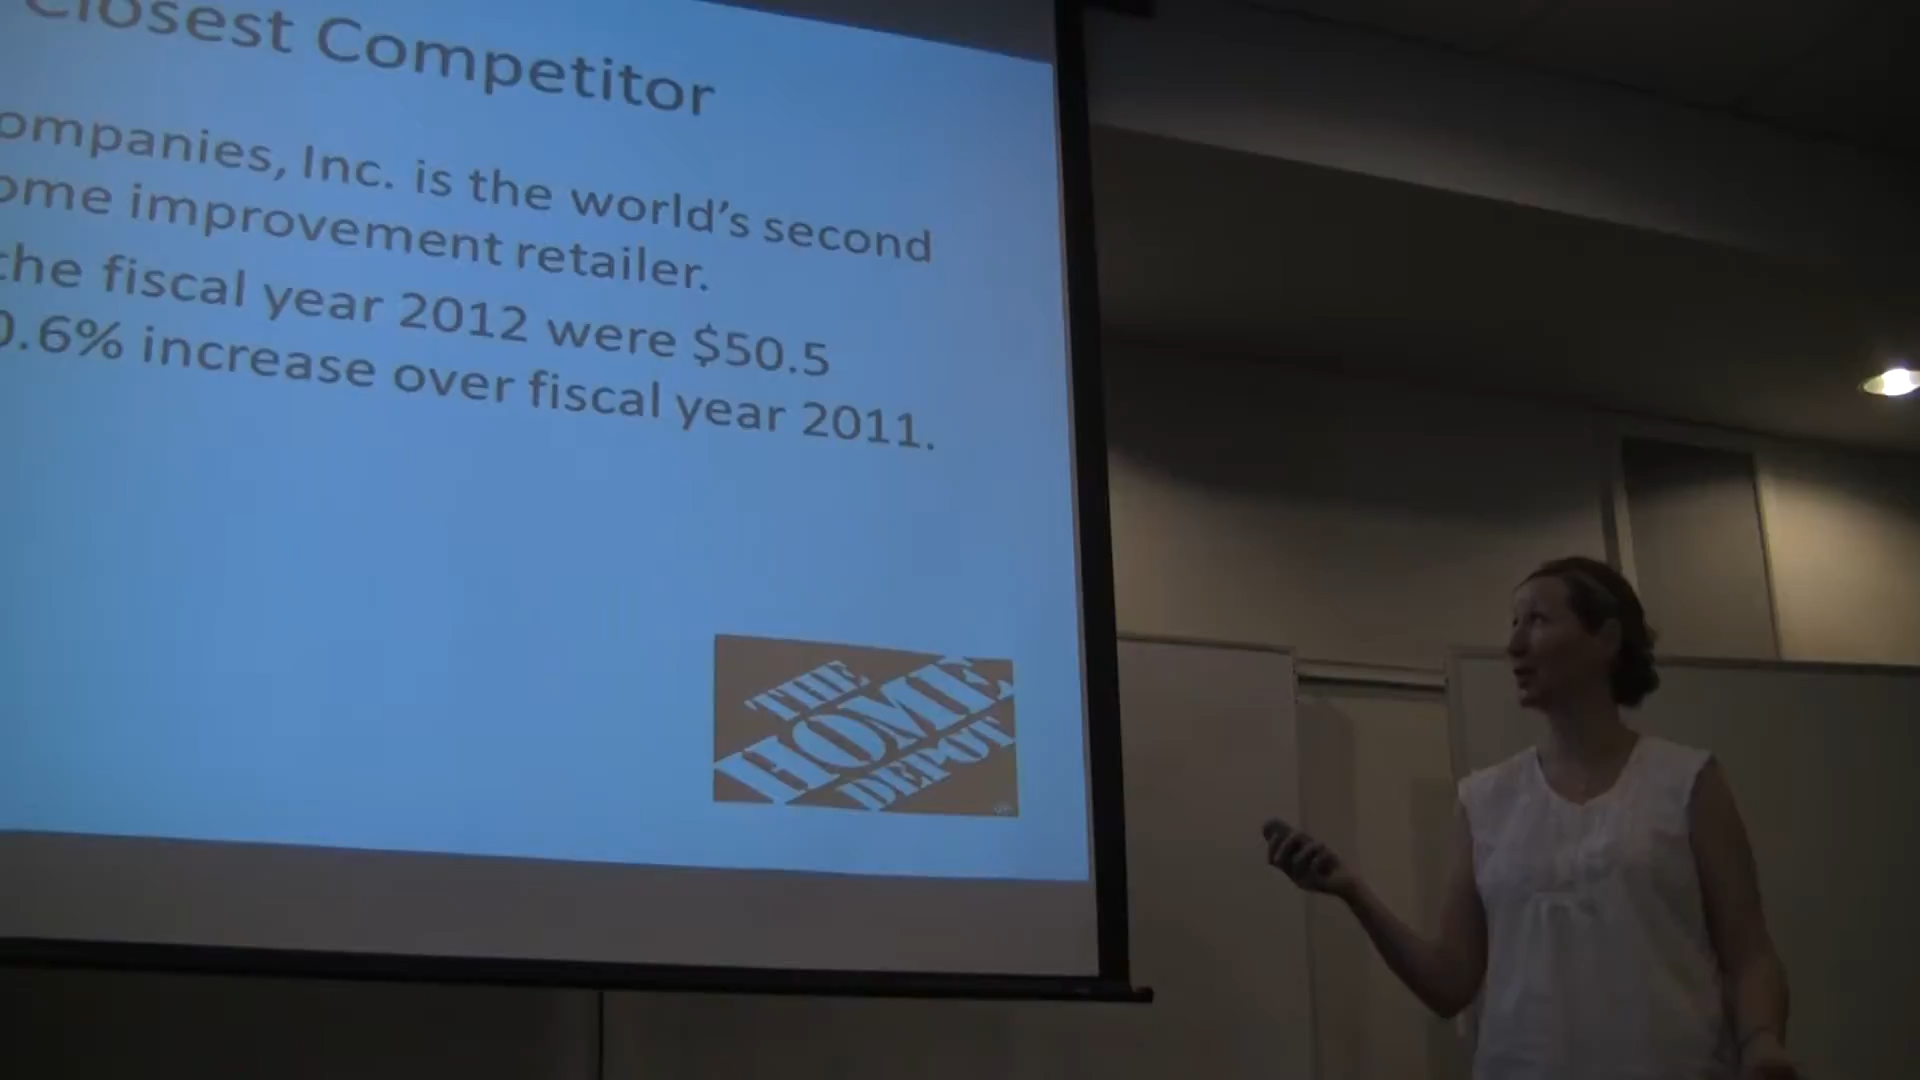 Closest Competitor
ompanies, Inc. is the world's second
ome improvement retailer.
the fiscal year 2012 were $50.5
0.6% increase over fiscal year 2011.
THE
HOME
DEPOT